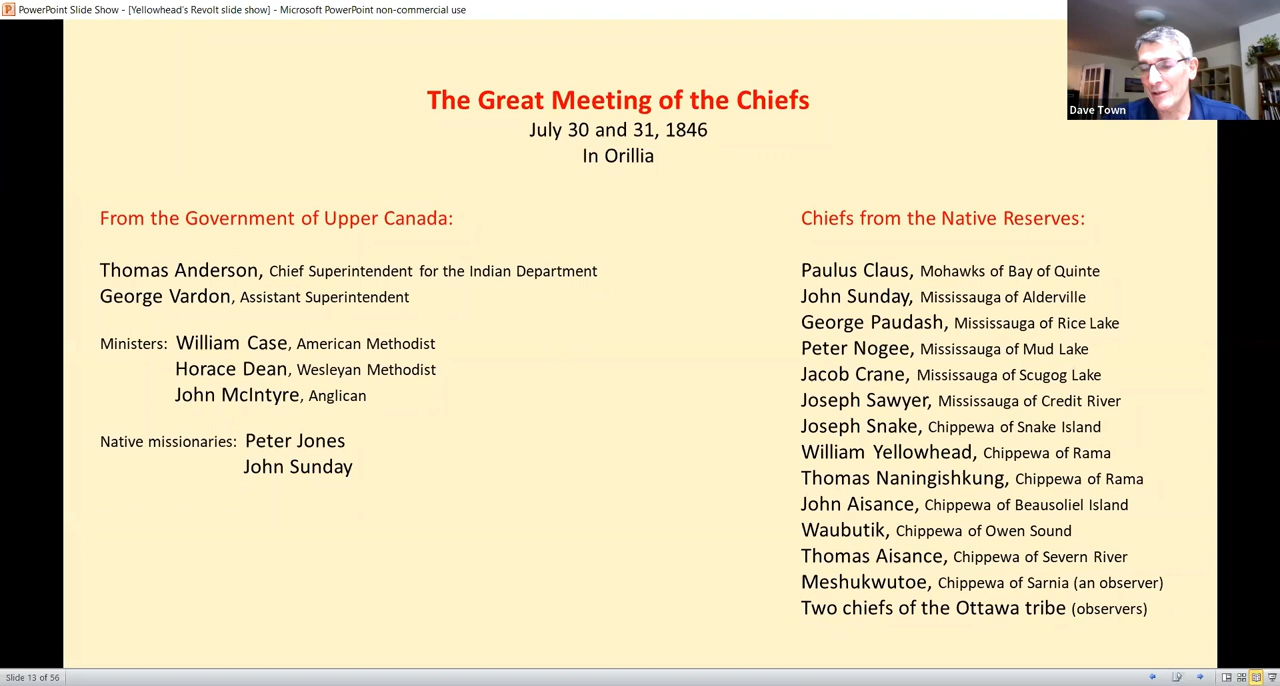 PowerPoint Slide Show - [Yellowhead's Revolt slide show] - Microsoft PowerPoint non-commercial use
Dave Town
The Great Meeting of the Chiefs
July 30 and 31, 1846
In Orillia
From the Government of Upper Canada:
Thomas Anderson, Chief Superintendent for the Indian Department
George Vardon, Assistant Superintendent
Ministers: William Case, American Methodist
Horace Dean, Wesleyan Methodist
John McIntyre, Anglican
Native missionaries: Peter Jones
John Sunday
Chiefs from the Native Reserves:
Paulus Claus, Mohawks of Bay of Quinte
John Sunday, Mississauga of Alderville
George Paudash, Mississauga of Rice Lake
Peter Nogee, Mississauga of Mud Lake
Jacob Crane, Mississauga of Scugog Lake
Joseph Sawyer, Mississauga of Credit River
Joseph Snake, Chippewa of Snake Island
William Yellowhead, Chippewa of Rama
Thomas Naningishkung, Chippewa of Rama
John Aisance, Chippewa of Beausoliel Island
Waubutik, Chippewa of Owen Sound
Thomas Aisance, Chippewa of Severn River
Meshukwutoe, Chippewa of Sarnia (an observer)
Two chiefs of the Ottawa tribe (observers)
Slide 13 of 56